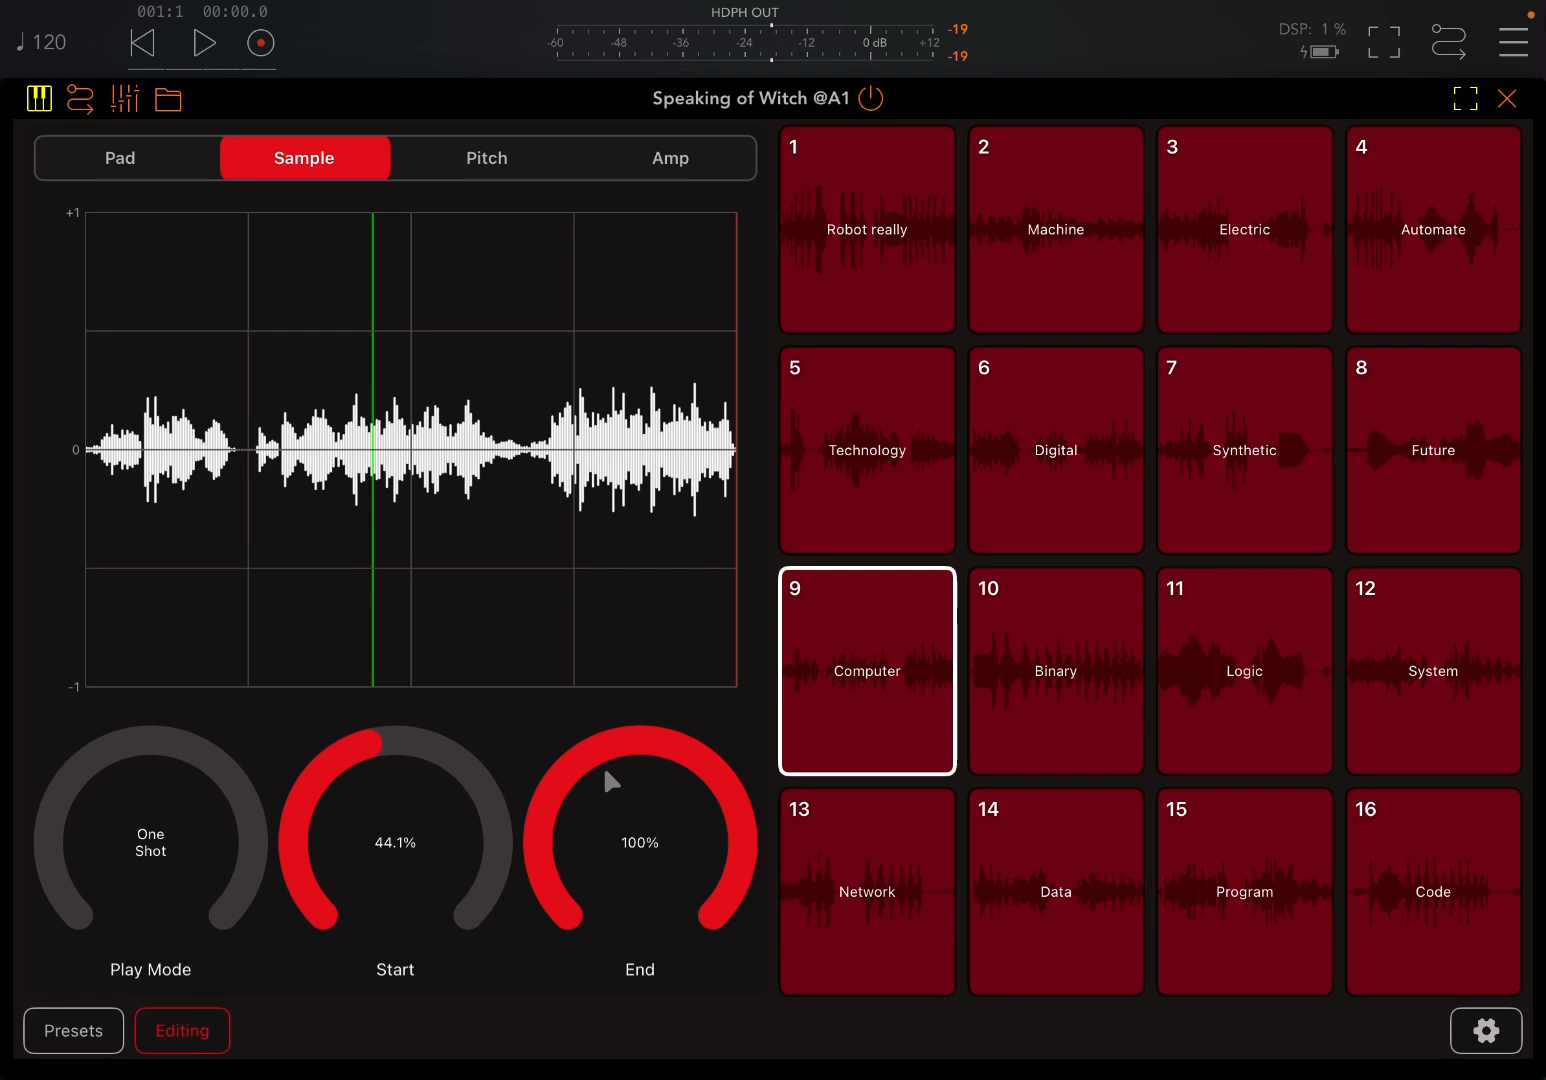 001:1 00:00.0
♩ 120
HDPH OUT
-60 -48 -36 -24 -12 0 dB +12
-19
-19
DSP: 1 %
Speaking of Witch @A1
Pad Sample Pitch Amp
+1
0
-1
One
Shot
44.1%
100%
Play Mode Start End
1 2 3 4
Robot really Machine Electric Automate
5 6 7 8
Technology Digital Synthetic Future
9 10 11 12
Computer Binary Logic System
13 14 15 16
Network Data Program Code
Presets Editing